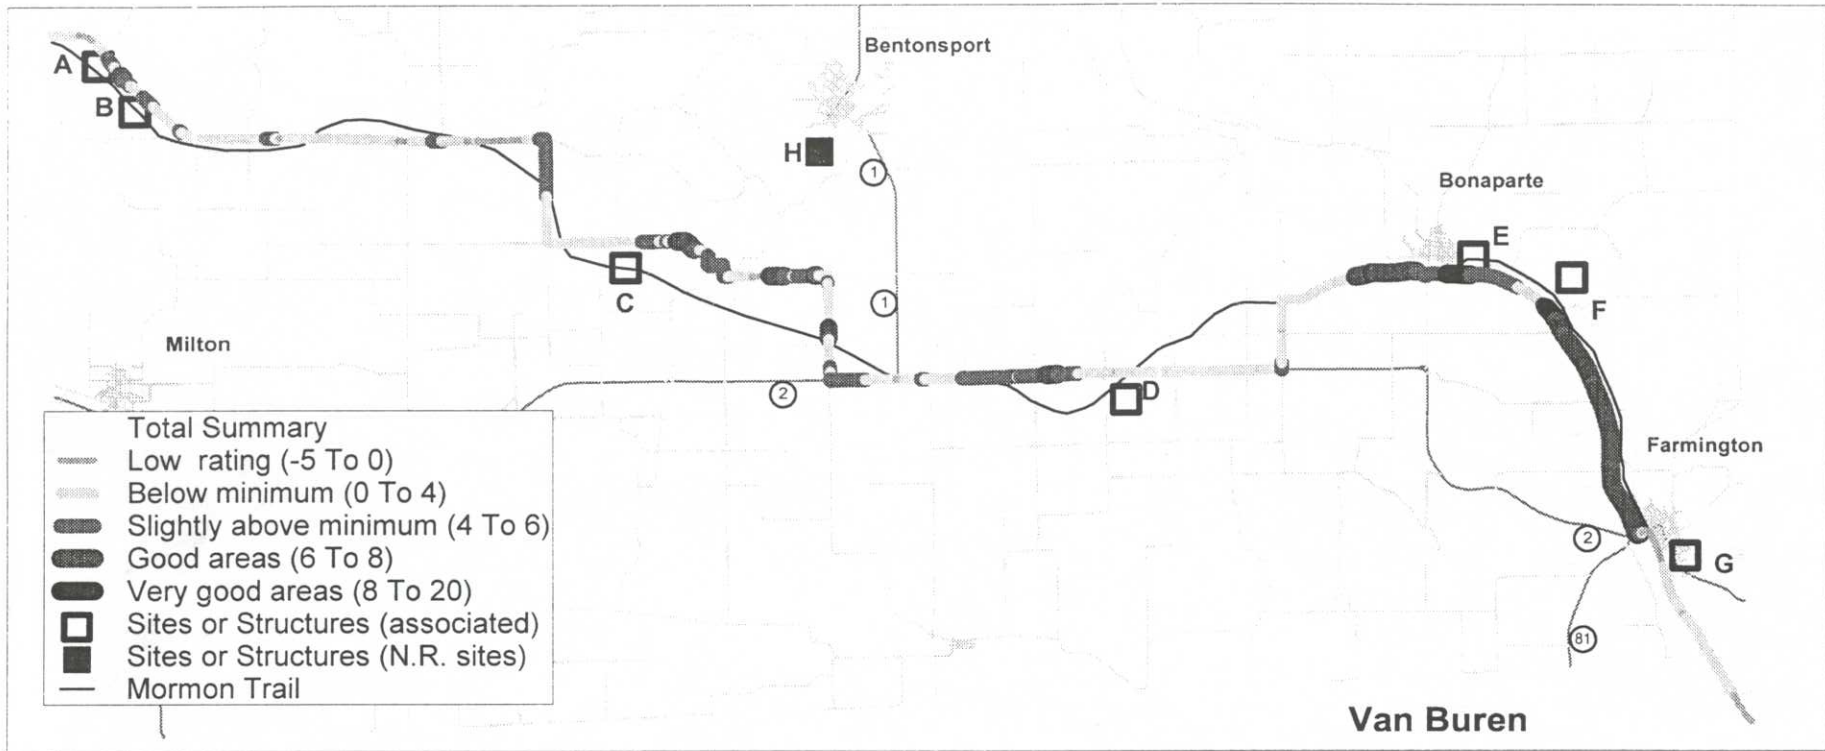 Bentonsport
A
B
H
1
Bonaparte
E
C
F
1
Milton
2
D
Farmington
Total Summary
Low rating (-5 To 0)
Below minimum (0 To 4)
Slightly above minimum (4 To 6)
Good areas (6 To 8)
Very good areas (8 To 20)
Sites or Structures (associated)
Sites or Structures (N.R. sites)
Mormon Trail
2
G
81
Van Buren